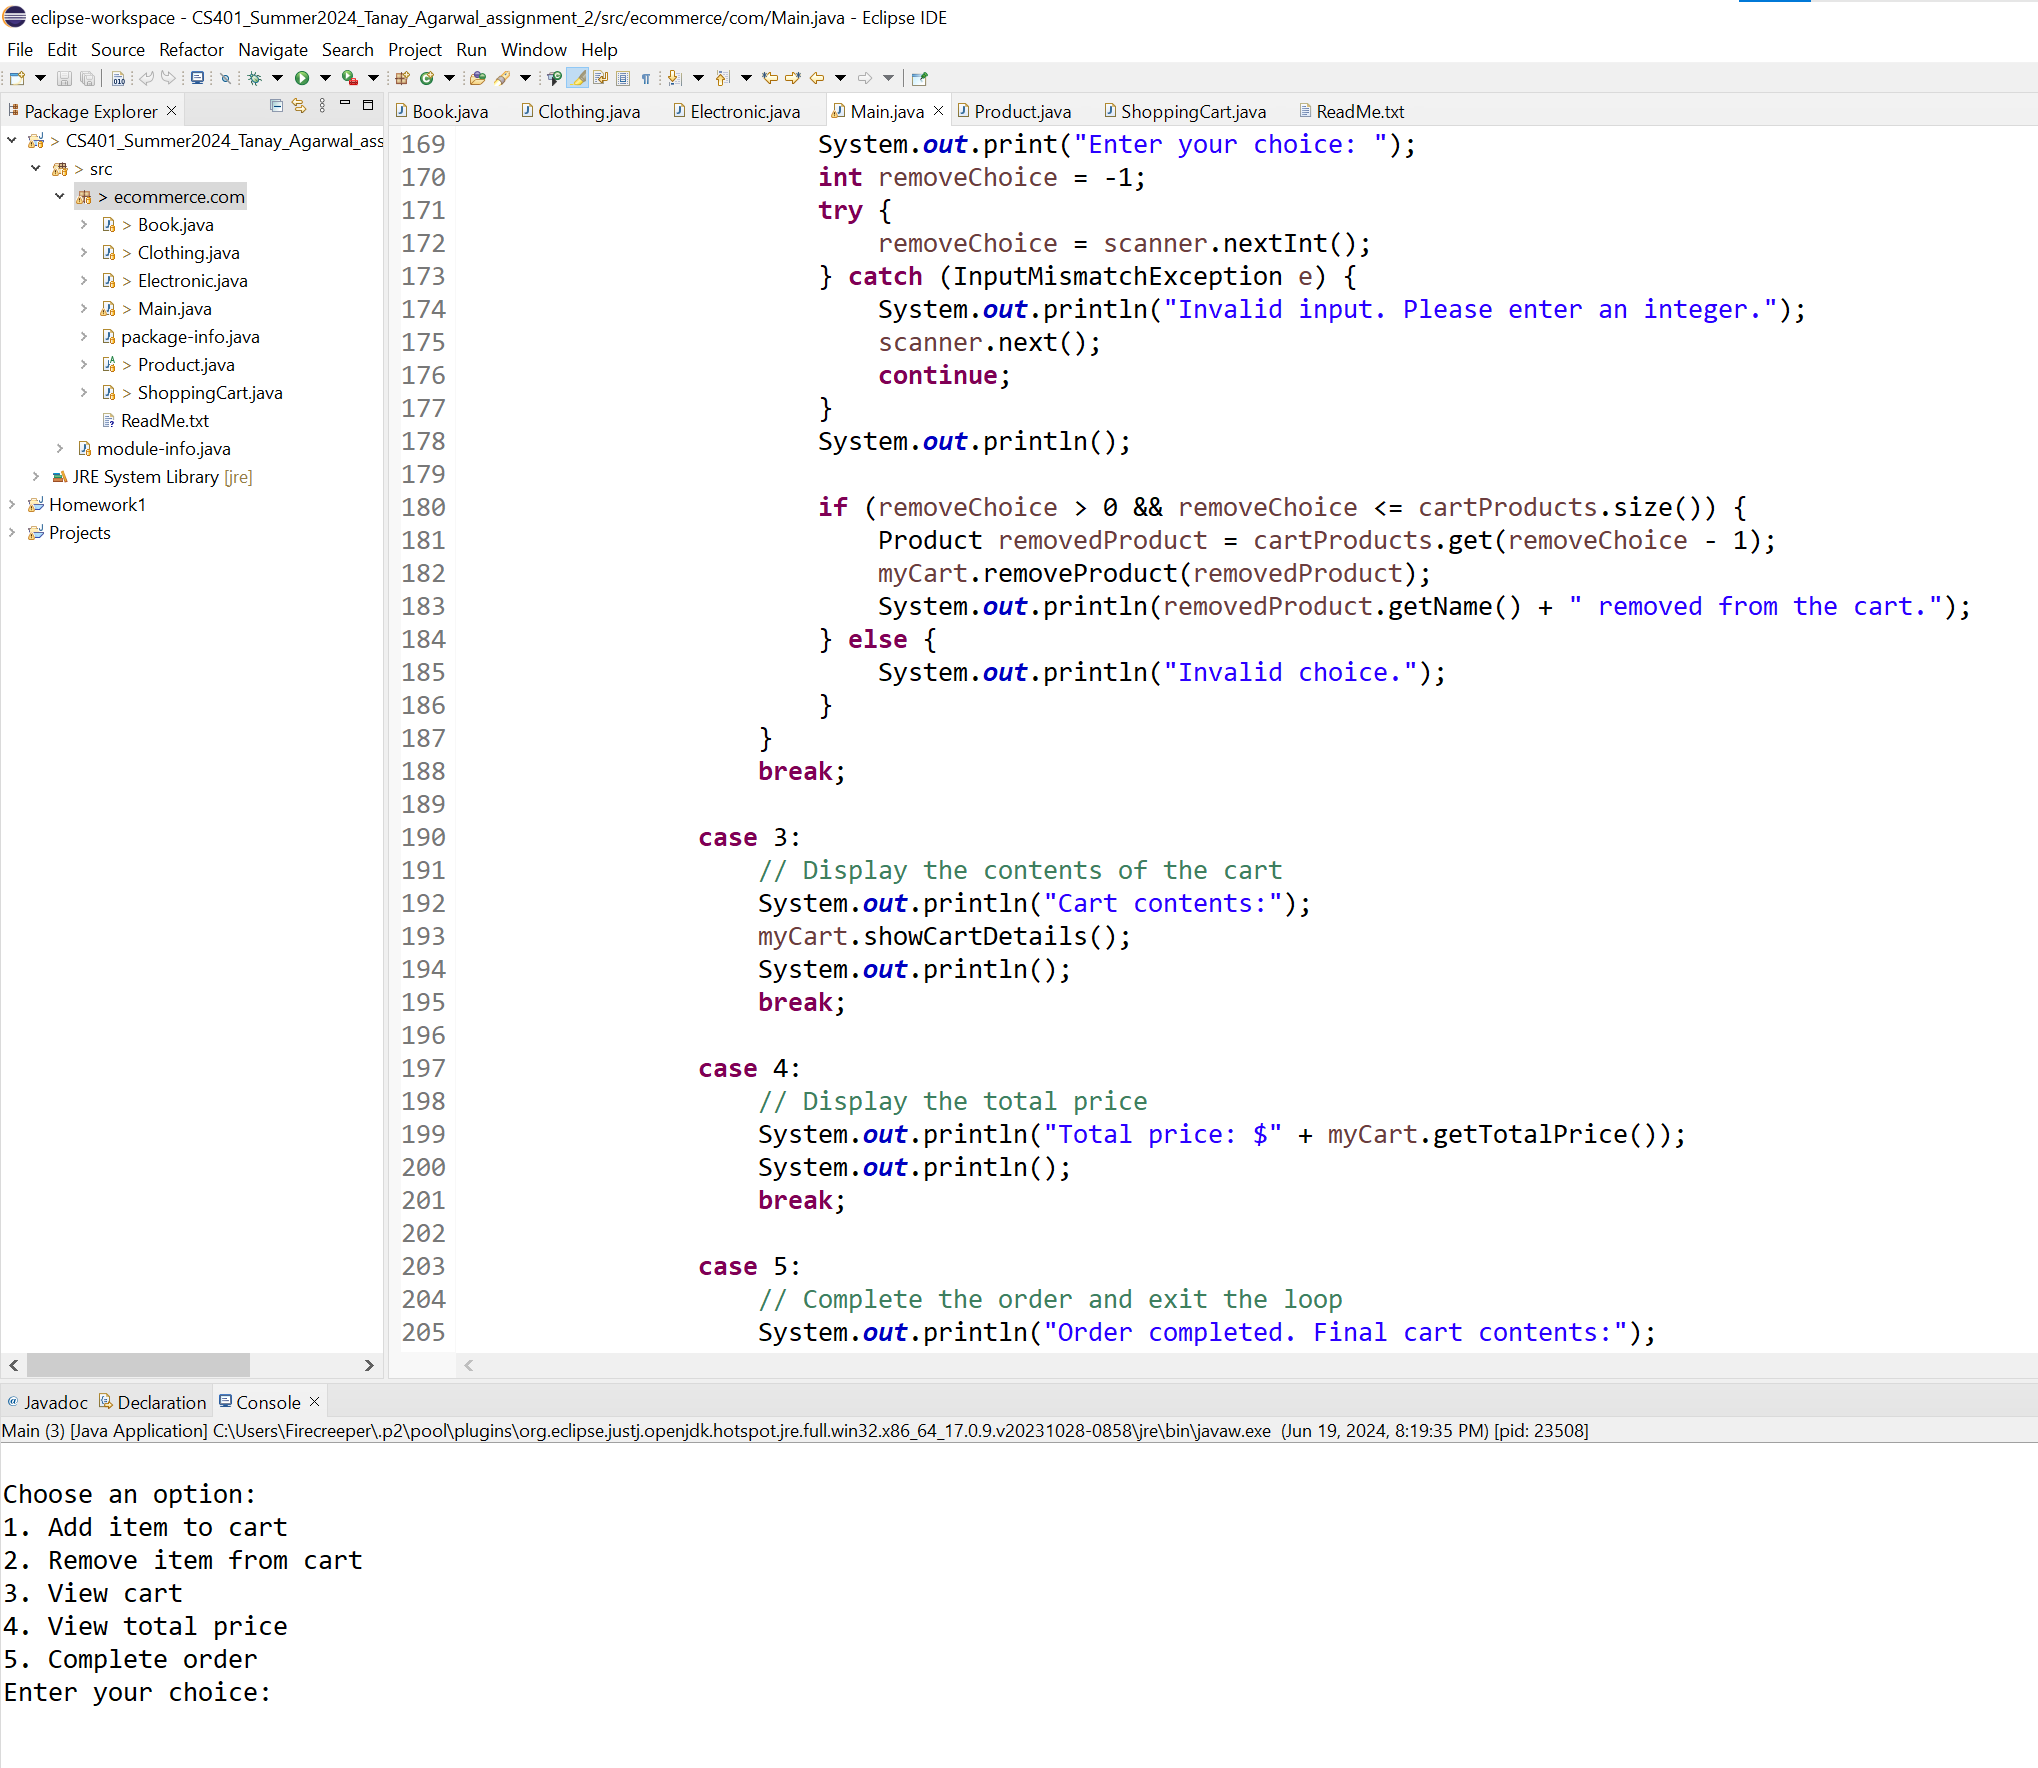 eclipse-workspace - CS401_Summer2024_Tanay_Agarwal_assignment_2/src/ecommerce/com/Main.java - Eclipse IDE
File Edit Source Refactor Navigate Search Project Run Window Help
Package Explorer
> CS401_Summer2024_Tanay_Agarwal_ass
> src
> ecommerce.com
> Book.java
> Clothing.java
> Electronic.java
> Main.java
package-info.java
> Product.java
> ShoppingCart.java
ReadMe.txt
module-info.java
JRE System Library [jre]
Homework1
Projects
Book.java Clothing.java Electronic.java Main.java Product.java ShoppingCart.java ReadMe.txt
169 System.out.print("Enter your choice: ");
170 int removeChoice = -1;
171 try {
172 removeChoice = scanner.nextInt();
173 } catch (InputMismatchException e) {
174 System.out.println("Invalid input. Please enter an integer.");
175 scanner.next();
176 continue;
177 }
178 System.out.println();
179
180 if (removeChoice > 0 && removeChoice <= cartProducts.size()) {
181 Product removedProduct = cartProducts.get(removeChoice - 1);
182 myCart.removeProduct(removedProduct);
183 System.out.println(removedProduct.getName() + " removed from the cart.");
184 } else {
185 System.out.println("Invalid choice.");
186 }
187 }
188 break;
189
190 case 3:
191 // Display the contents of the cart
192 System.out.println("Cart contents:");
193 myCart.showCartDetails();
194 System.out.println();
195 break;
196
197 case 4:
198 // Display the total price
199 System.out.println("Total price: $" + myCart.getTotalPrice());
200 System.out.println();
201 break;
202
203 case 5:
204 // Complete the order and exit the loop
205 System.out.println("Order completed. Final cart contents:");
@ Javadoc Declaration Console
Main (3) [Java Application] C:\Users\Firecreeper\.p2\pool\plugins\org.eclipse.justj.openjdk.hotspot.jre.full.win32.x86_64_17.0.9.v20231028-0858\jre\bin\javaw.exe (Jun 19, 2024, 8:19:35 PM) [pid: 23508]
Choose an option:
1. Add item to cart
2. Remove item from cart
3. View cart
4. View total price
5. Complete order
Enter your choice: